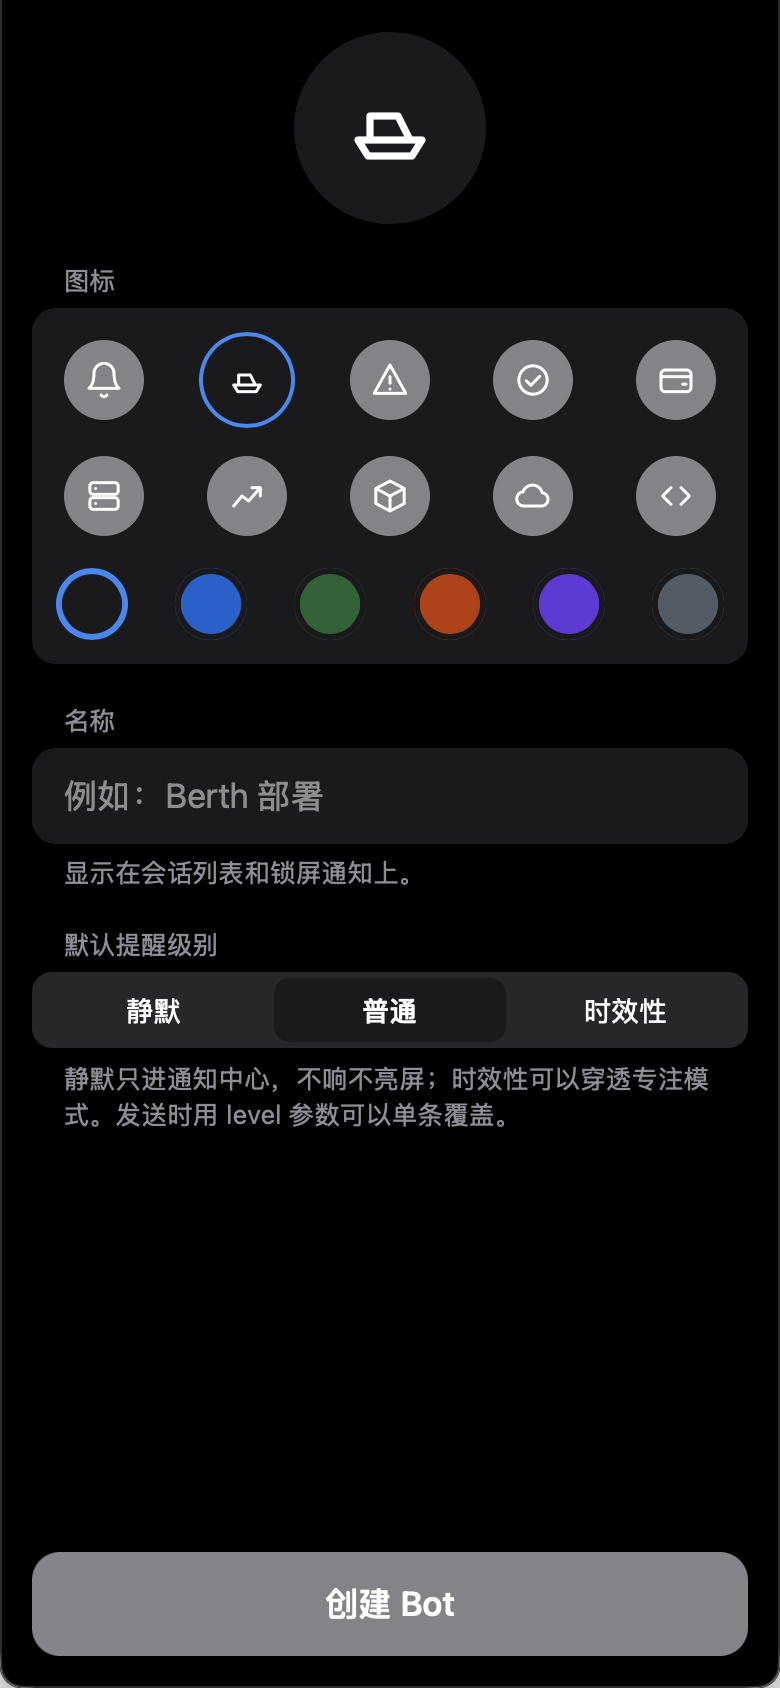 图标
名称
例如：Berth 部署
显示在会话列表和锁屏通知上。
默认提醒级别
静默 普通 时效性
静默只进通知中心，不响不亮屏；时效性可以穿透专注模
式。发送时用 level 参数可以单条覆盖。
创建 Bot